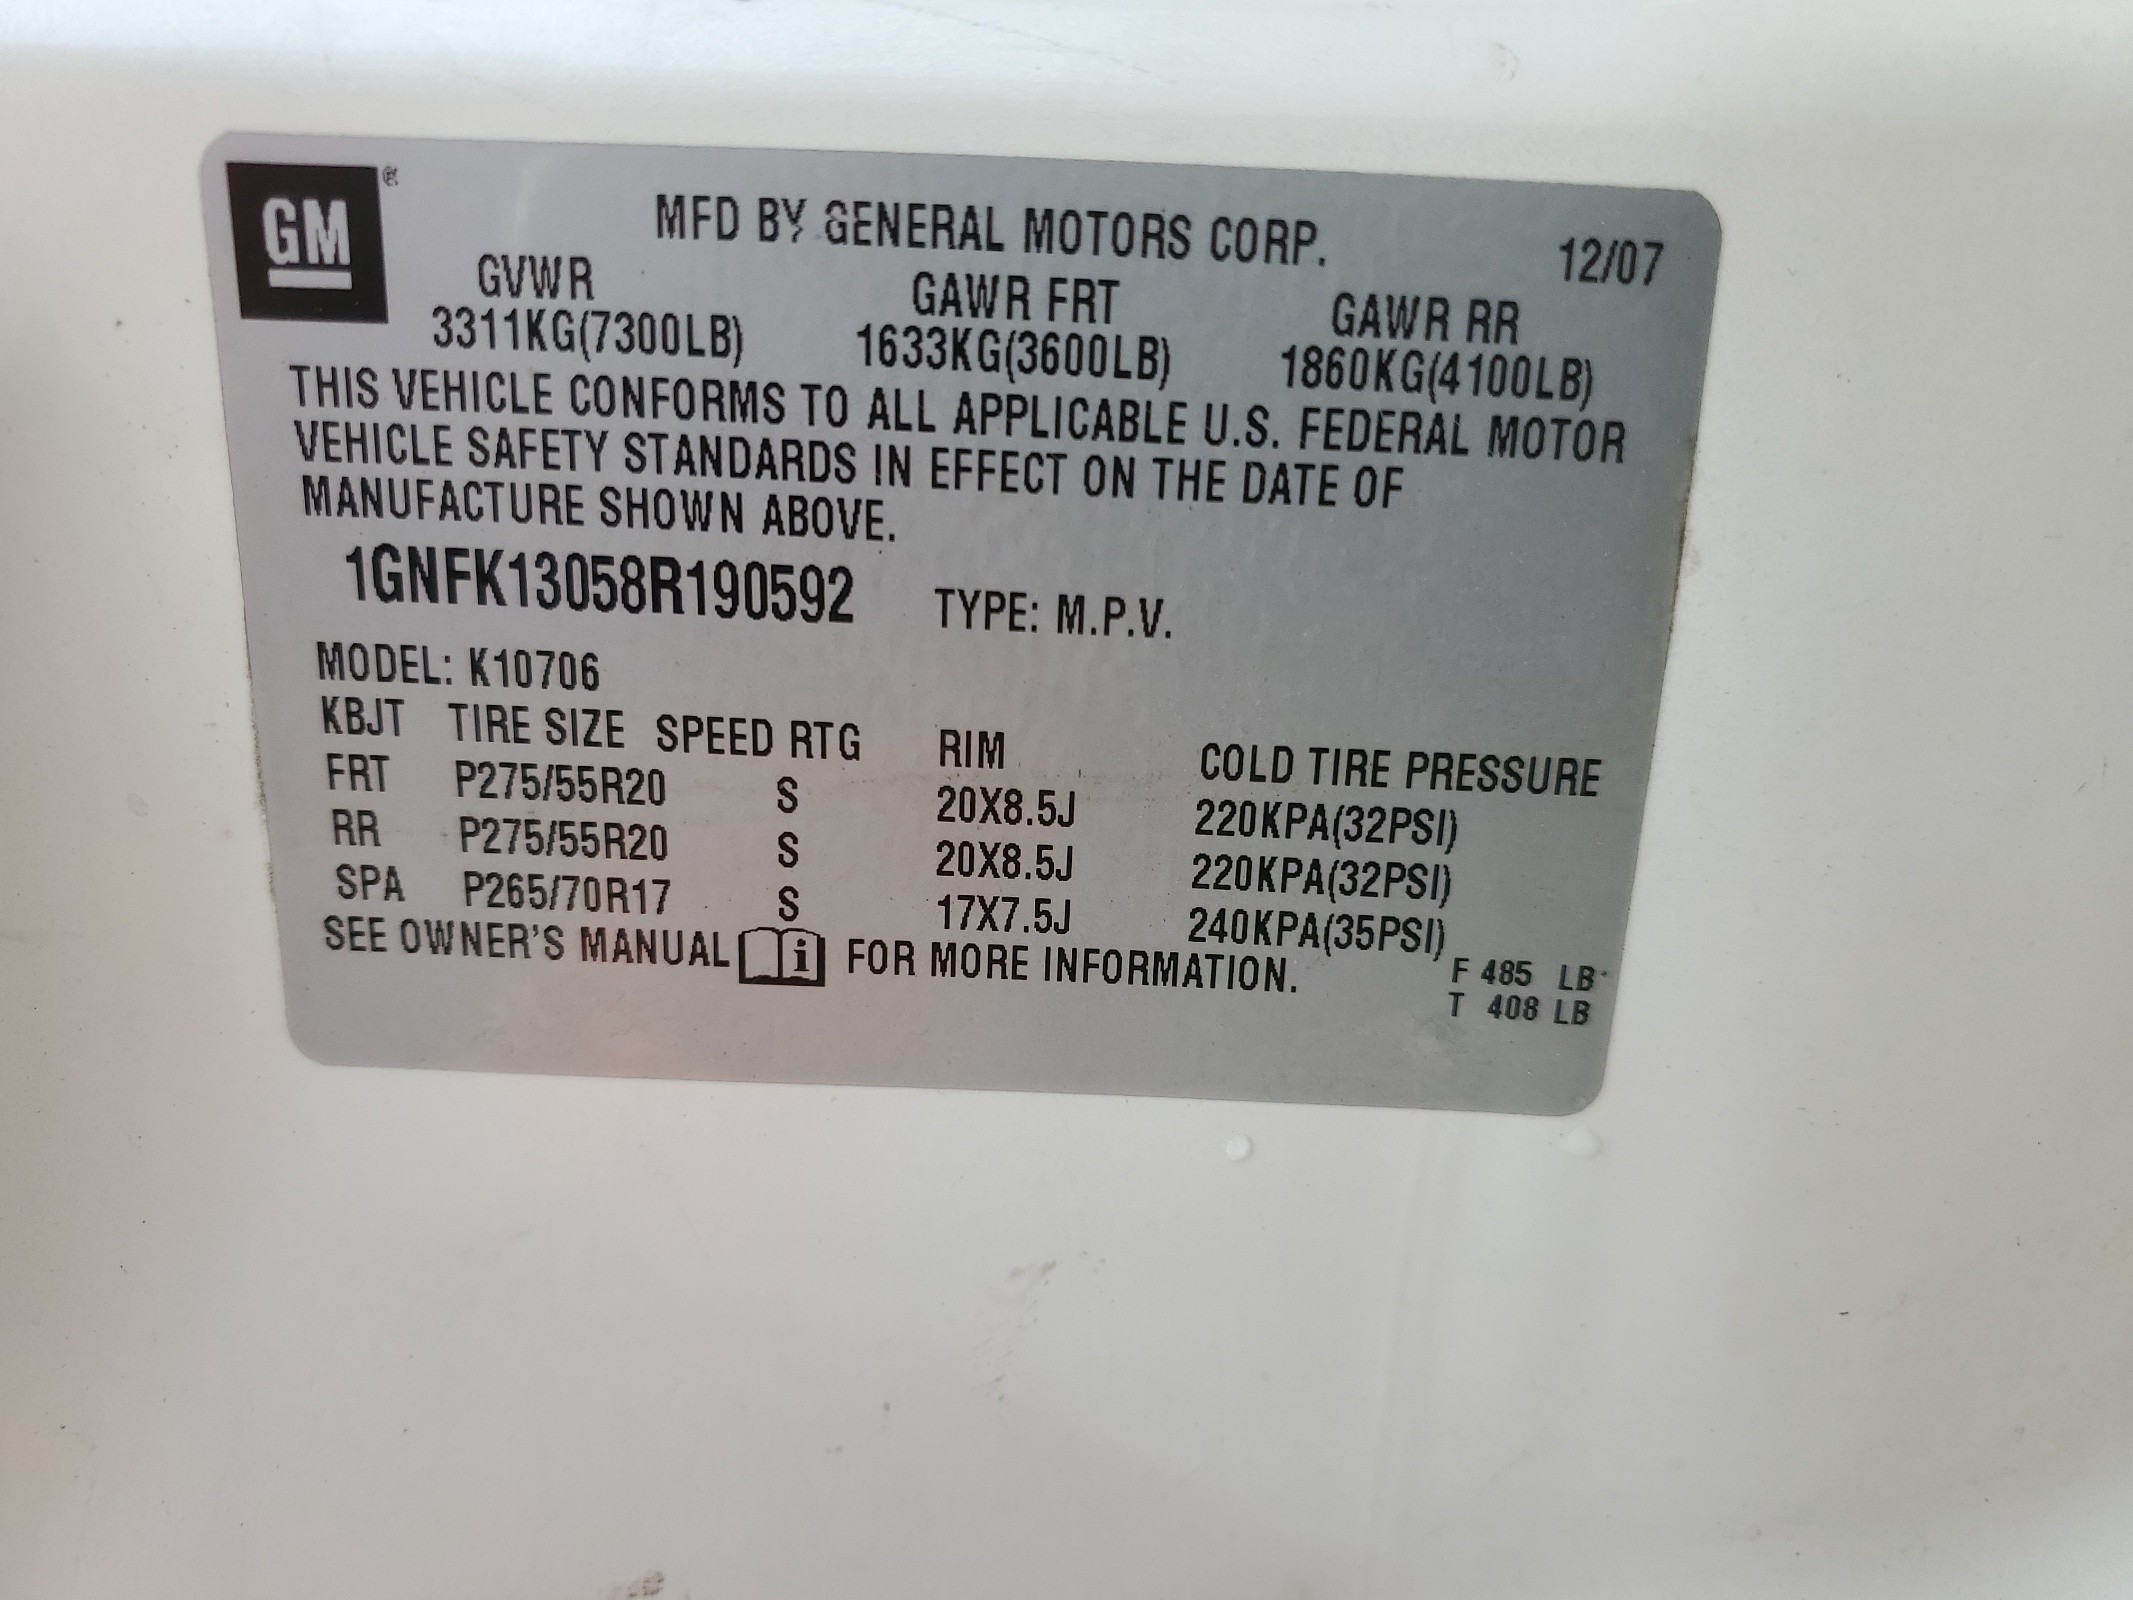 GM ®
MFD BY GENERAL MOTORS CORP. 12/07
GVWR GAWR FRT GAWR RR
3311KG(7300LB) 1633KG(3600LB) 1860KG(4100LB)
THIS VEHICLE CONFORMS TO ALL APPLICABLE U.S. FEDERAL MOTOR
VEHICLE SAFETY STANDARDS IN EFFECT ON THE DATE OF
MANUFACTURE SHOWN ABOVE.
1GNFK13058R190592 TYPE: M.P.V.
MODEL: K10706
KBJT TIRE SIZE SPEED RTG RIM COLD TIRE PRESSURE
FRT P275/55R20 S 20X8.5J 220KPA(32PSI)
RR P275/55R20 S 20X8.5J 220KPA(32PSI)
SPA P265/70R17 S 17X7.5J 240KPA(35PSI)
SEE OWNER'S MANUAL i FOR MORE INFORMATION.
F 485 LB
T 408 LB